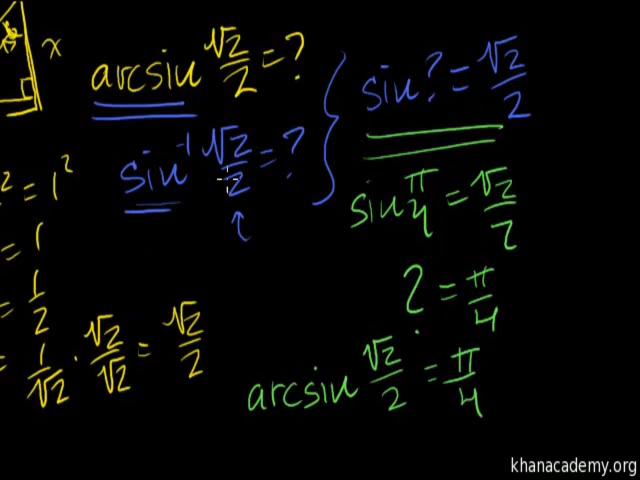 x
arcsin √2/2 = ?
sin⁻¹ √2/2 = ?
sin ? = √2/2
² = 1²
= 1
= 1/2
= 1/√2 · √2/√2 = √2/2
sin π/4 = √2/2
? = π/4
arcsin √2/2 = π/4
khanacademy.org